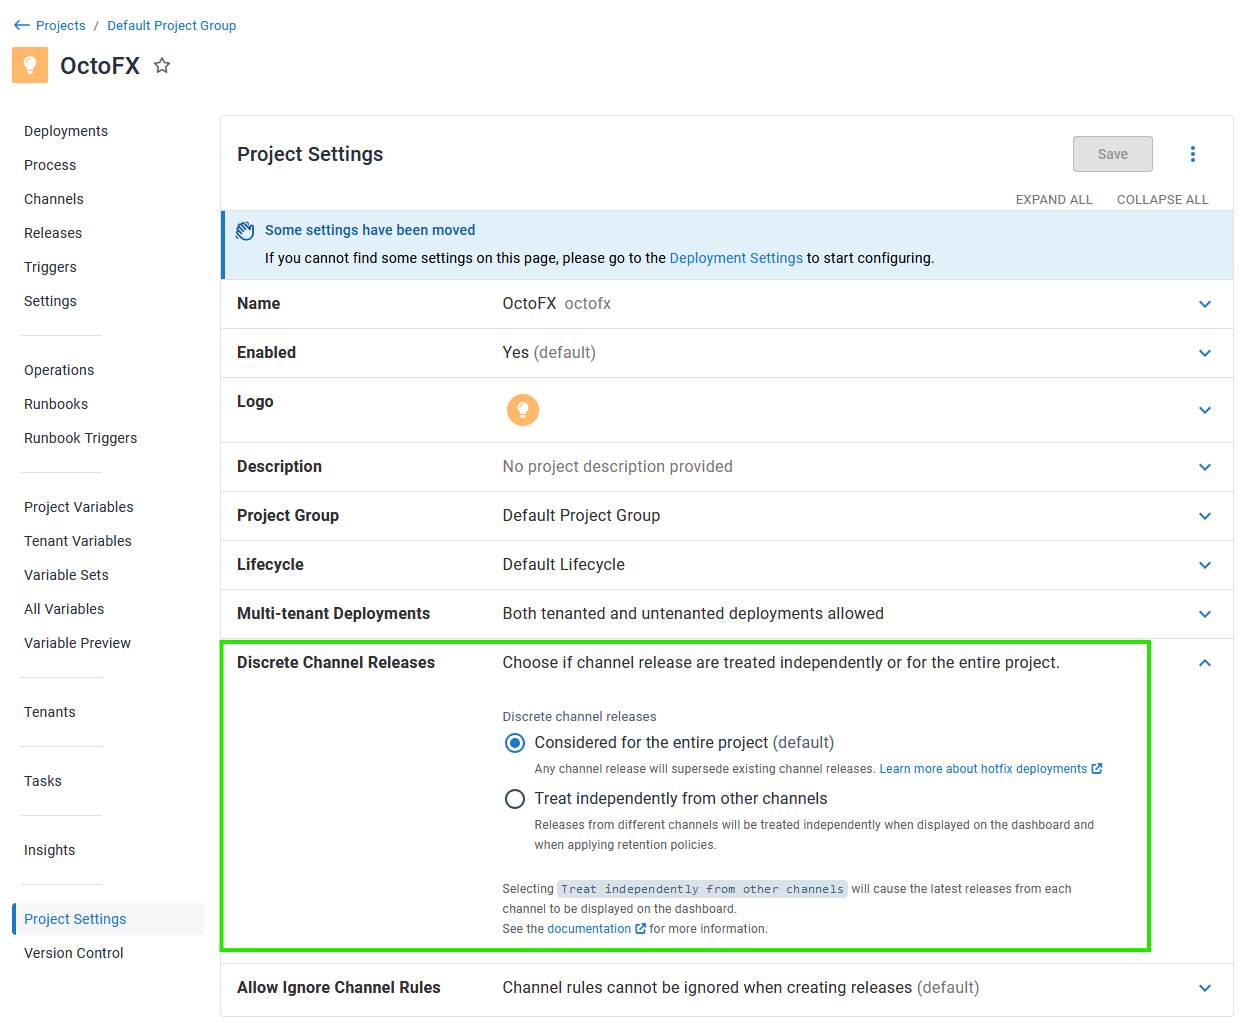 Projects / Default Project Group
OctoFX
Deployments
Process
Channels
Releases
Triggers
Settings
Operations
Runbooks
Runbook Triggers
Project Variables
Tenant Variables
Variable Sets
All Variables
Variable Preview
Tenants
Tasks
Insights
Project Settings
Version Control
Project Settings
Save
EXPAND ALL COLLAPSE ALL
Some settings have been moved
If you cannot find some settings on this page, please go to the Deployment Settings to start configuring.
Name OctoFX octofx
Enabled Yes (default)
Logo
Description No project description provided
Project Group Default Project Group
Lifecycle Default Lifecycle
Multi-tenant Deployments Both tenanted and untenanted deployments allowed
Discrete Channel Releases Choose if channel release are treated independently or for the entire project.
Discrete channel releases
Considered for the entire project (default)
Any channel release will supersede existing channel releases. Learn more about hotfix deployments
Treat independently from other channels
Releases from different channels will be treated independently when displayed on the dashboard and
when applying retention policies.
Selecting Treat independently from other channels will cause the latest releases from each
channel to be displayed on the dashboard.
See the documentation for more information.
Allow Ignore Channel Rules Channel rules cannot be ignored when creating releases (default)